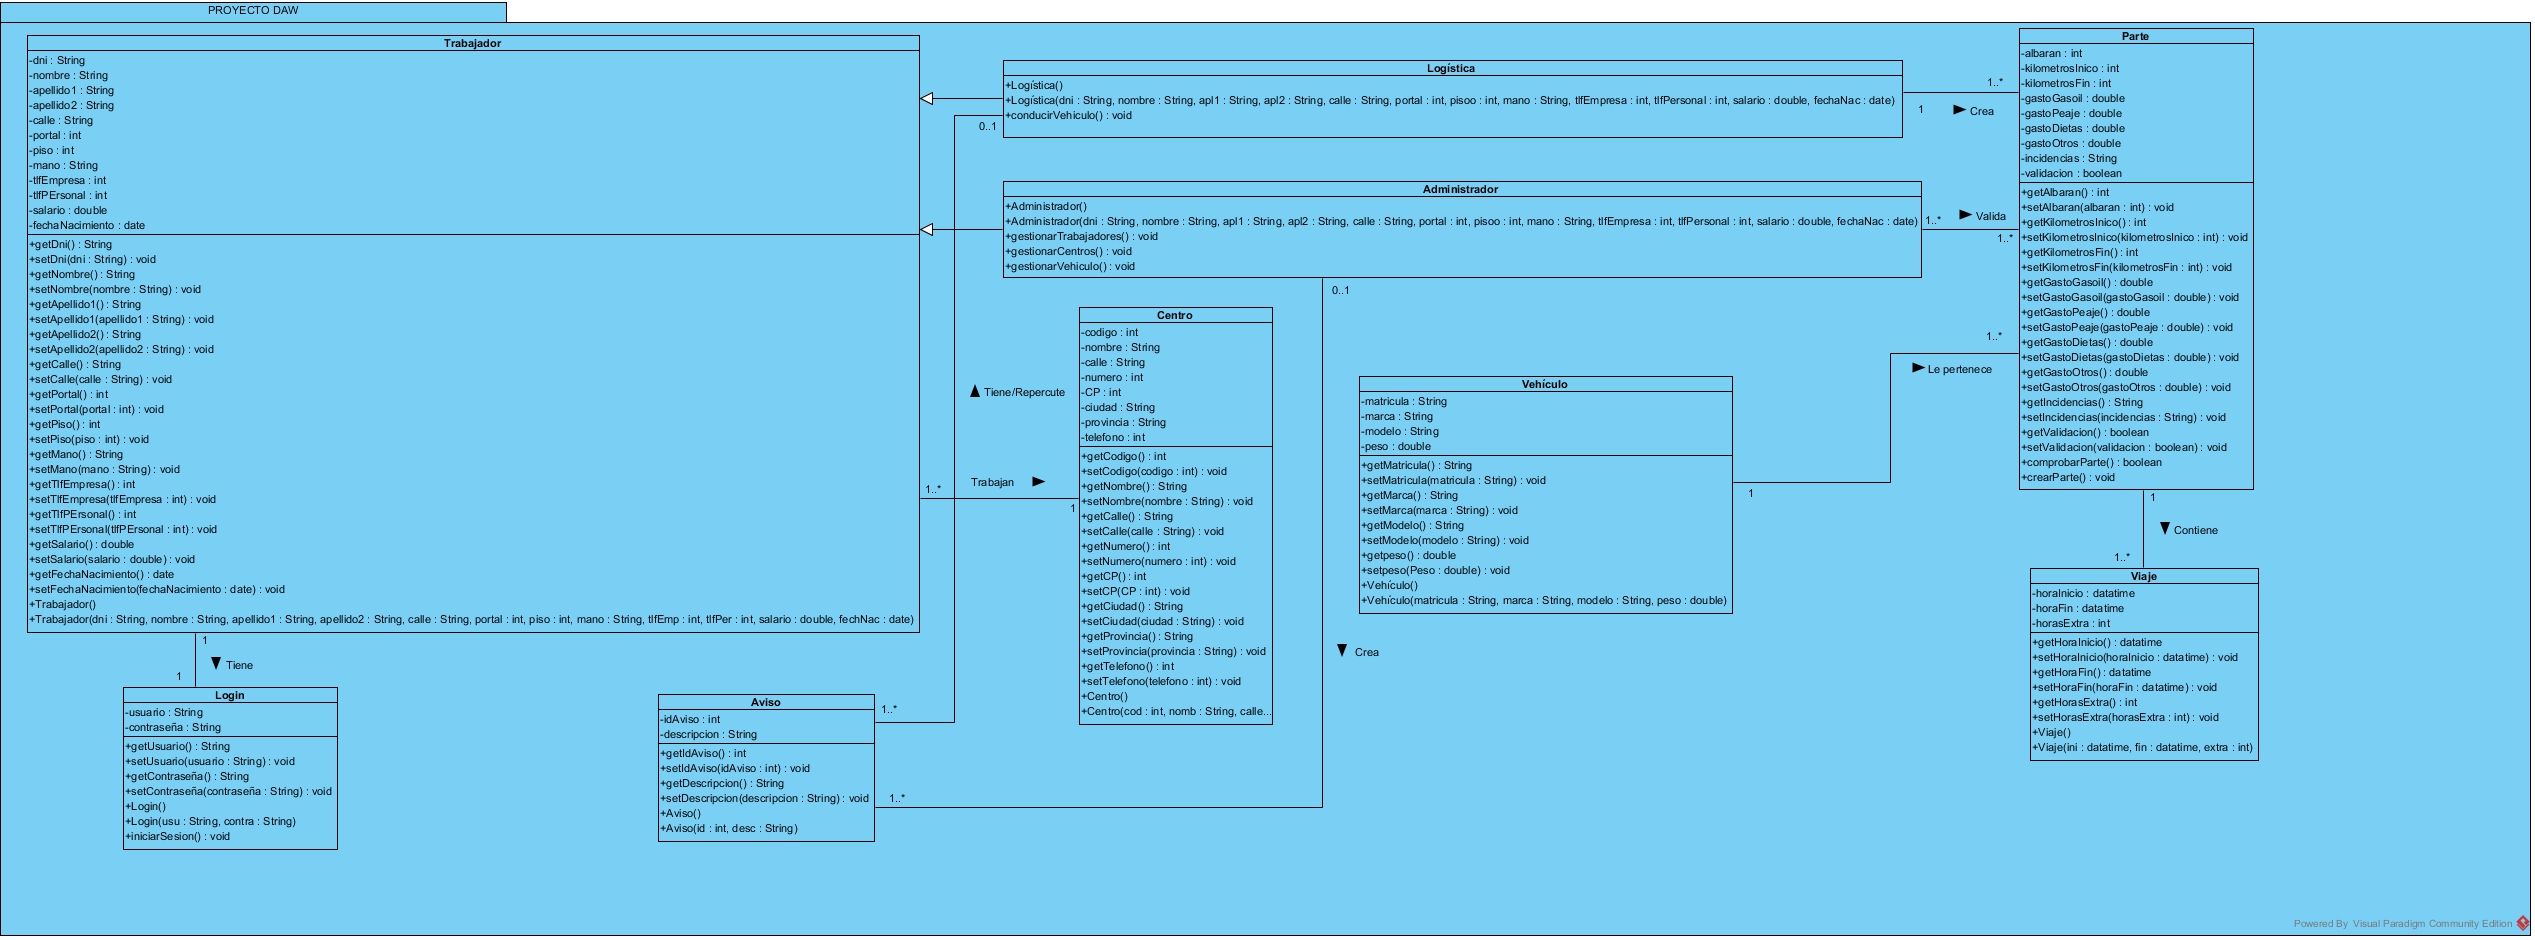 PROYECTO DAW
Trabajador
-dni : String
-nombre : String
-apellido1 : String
-apellido2 : String
-calle : String
-portal : int
-piso : int
-mano : String
-tlfEmpresa : int
-tlfPErsonal : int
-salario : double
-fechaNacimiento : date
+getDni() : String
+setDni(dni : String) : void
+getNombre() : String
+setNombre(nombre : String) : void
+getApellido1() : String
+setApellido1(apellido1 : String) : void
+getApellido2() : String
+setApellido2(apellido2 : String) : void
+getCalle() : String
+setCalle(calle : String) : void
+getPortal() : int
+setPortal(portal : int) : void
+getPiso() : int
+setPiso(piso : int) : void
+getMano() : String
+setMano(mano : String) : void
+getTlfEmpresa() : int
+setTlfEmpresa(tlfEmpresa : int) : void
+getTlfPErsonal() : int
+setTlfPErsonal(tlfPErsonal : int) : void
+getSalario() : double
+setSalario(salario : double) : void
+getFechaNacimiento() : date
+setFechaNacimiento(fechaNacimiento : date) : void
+Trabajador()
+Trabajador(dni : String, nombre : String, apellido1 : String, apellido2 : String, calle : String, portal : int, piso : int, mano : String, tlfEmp : int, tlfPer : int, salario : double, fechNac : date)
1
Tiene
1
Login
-usuario : String
-contraseña : String
+getUsuario() : String
+setUsuario(usuario : String) : void
+getContraseña() : String
+setContraseña(contraseña : String) : void
+Login()
+Login(usu : String, contra : String)
+iniciarSesion() : void
Aviso
-idAviso : int
-descripcion : String
+getIdAviso() : int
+setIdAviso(idAviso : int) : void
+getDescripcion() : String
+setDescripcion(descripcion : String) : void
+Aviso()
+Aviso(id : int, desc : String)
1..*
1..*
Logística
+Logística()
+Logística(dni : String, nombre : String, apl1 : String, apl2 : String, calle : String, portal : int, pisoo : int, mano : String, tlfEmpresa : int, tlfPersonal : int, salario : double, fechaNac : date)
+conducirVehiculo() : void
0..1
Tiene/Repercute
1..*
Trabajan
1
Administrador
+Administrador()
+Administrador(dni : String, nombre : String, apl1 : String, apl2 : String, calle : String, portal : int, pisoo : int, mano : String, tlfEmpresa : int, tlfPersonal : int, salario : double, fechaNac : date)
+gestionarTrabajadores() : void
+gestionarCentros() : void
+gestionarVehiculo() : void
0..1
Crea
Centro
-codigo : int
-nombre : String
-calle : String
-numero : int
-CP : int
-ciudad : String
-provincia : String
-telefono : int
+getCodigo() : int
+setCodigo(codigo : int) : void
+getNombre() : String
+setNombre(nombre : String) : void
+getCalle() : String
+setCalle(calle : String) : void
+getNumero() : int
+setNumero(numero : int) : void
+getCP() : int
+setCP(CP : int) : void
+getCiudad() : String
+setCiudad(ciudad : String) : void
+getProvincia() : String
+setProvincia(provincia : String) : void
+getTelefono() : int
+setTelefono(telefono : int) : void
+Centro()
+Centro(cod : int, nomb : String, calle...
Vehículo
-matricula : String
-marca : String
-modelo : String
-peso : double
+getMatricula() : String
+setMatricula(matricula : String) : void
+getMarca() : String
+setMarca(marca : String) : void
+getModelo() : String
+setModelo(modelo : String) : void
+getpeso() : double
+setpeso(Peso : double) : void
+Vehículo()
+Vehículo(matricula : String, marca : String, modelo : String, peso : double)
1
Le pertenece
1..*
1..*
1
Crea
1..*
Valida
1..*
Parte
-albaran : int
-kilometrosInico : int
-kilometrosFin : int
-gastoGasoil : double
-gastoPeaje : double
-gastoDietas : double
-gastoOtros : double
-incidencias : String
-validacion : boolean
+getAlbaran() : int
+setAlbaran(albaran : int) : void
+getKilometrosInico() : int
+setKilometrosInico(kilometrosInico : int) : void
+getKilometrosFin() : int
+setKilometrosFin(kilometrosFin : int) : void
+getGastoGasoil() : double
+setGastoGasoil(gastoGasoil : double) : void
+getGastoPeaje() : double
+setGastoPeaje(gastoPeaje : double) : void
+getGastoDietas() : double
+setGastoDietas(gastoDietas : double) : void
+getGastoOtros() : double
+setGastoOtros(gastoOtros : double) : void
+getIncidencias() : String
+setIncidencias(incidencias : String) : void
+getValidacion() : boolean
+setValidacion(validacion : boolean) : void
+comprobarParte() : boolean
+crearParte() : void
1
Contiene
1..*
Viaje
-horaInicio : datatime
-horaFin : datatime
-horasExtra : int
+getHoraInicio() : datatime
+setHoraInicio(horaInicio : datatime) : void
+getHoraFin() : datatime
+setHoraFin(horaFin : datatime) : void
+getHorasExtra() : int
+setHorasExtra(horasExtra : int) : void
+Viaje()
+Viaje(ini : datatime, fin : datatime, extra : int)
Powered By Visual Paradigm Community Edition